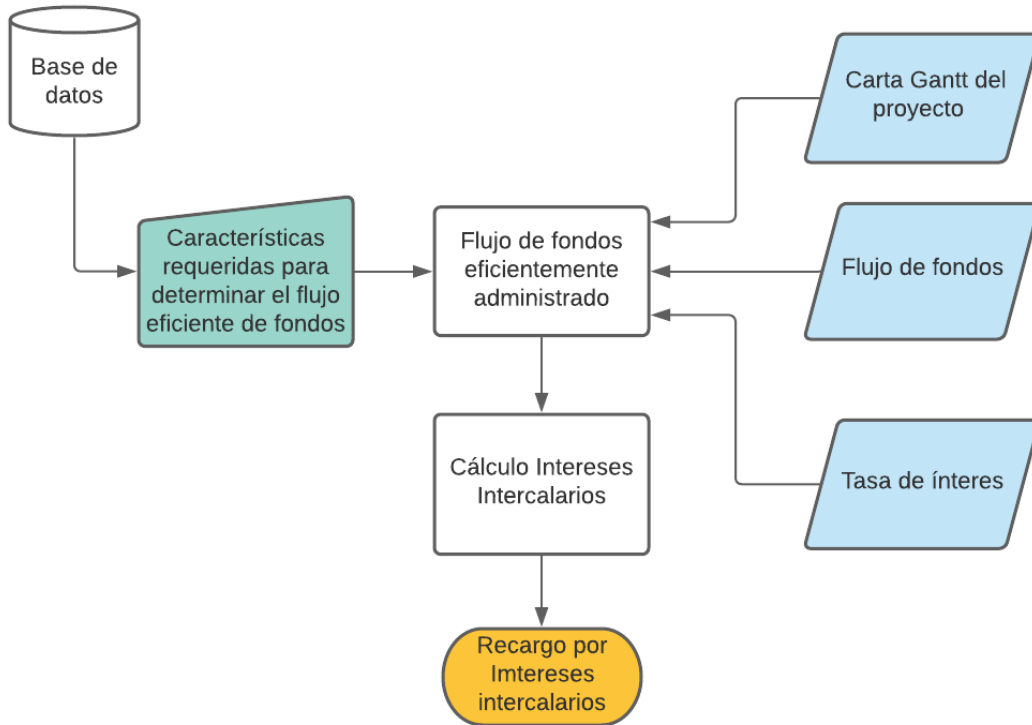 Base de
datos
Carta Gantt del
proyecto
Características
requeridas para
determinar el flujo
eficiente de fondos
Flujo de fondos
eficientemente
administrado
Flujo de fondos
Cálculo Intereses
Intercalarios
Tasa de ínteres
Recargo por
Imtereses
intercalarios